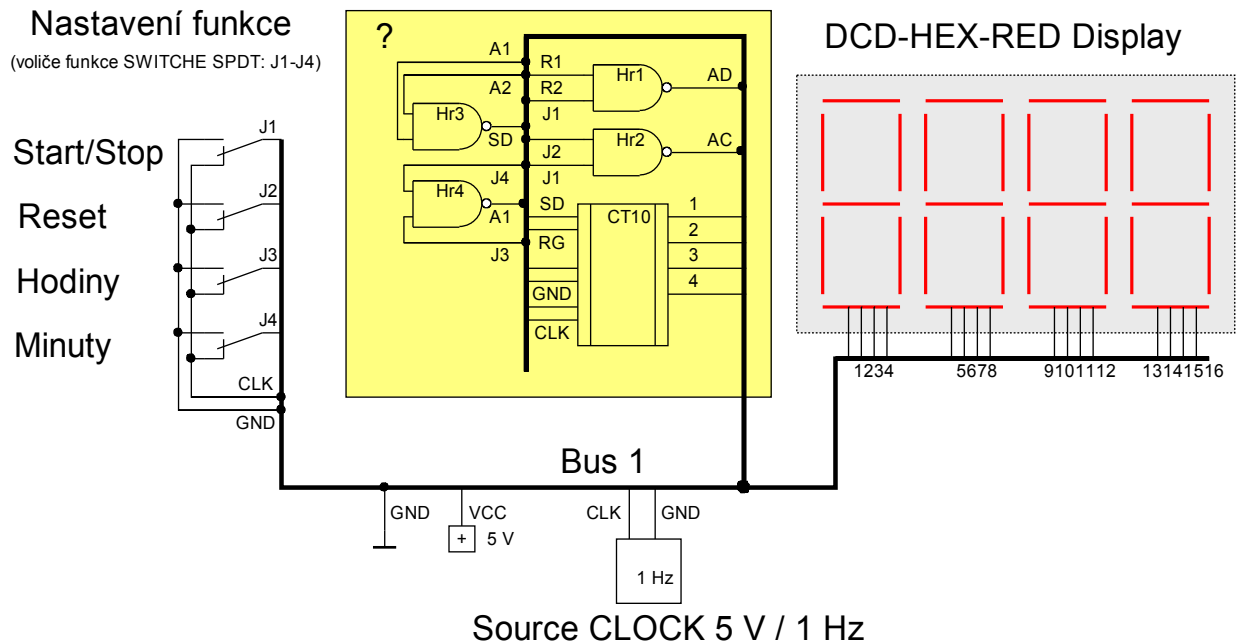 Nastavení funkce
(voliče funkce SWITCHE SPDT: J1-J4)
Start/Stop
Reset
Hodiny
Minuty
J1
J2
J3
J4
CLK
GND
?
A1
R1
Hr1
AD
A2
R2
Hr3
J1
SD
Hr2
AC
J2
J4
J1
Hr4
SD
CT10
1
A1
2
RG
J3
3
GND
4
CLK
DCD-HEX-RED Display
1234
5678
9101112
13141516
Bus 1
GND
VCC
+ 5 V
CLK
GND
1 Hz
Source CLOCK 5 V / 1 Hz